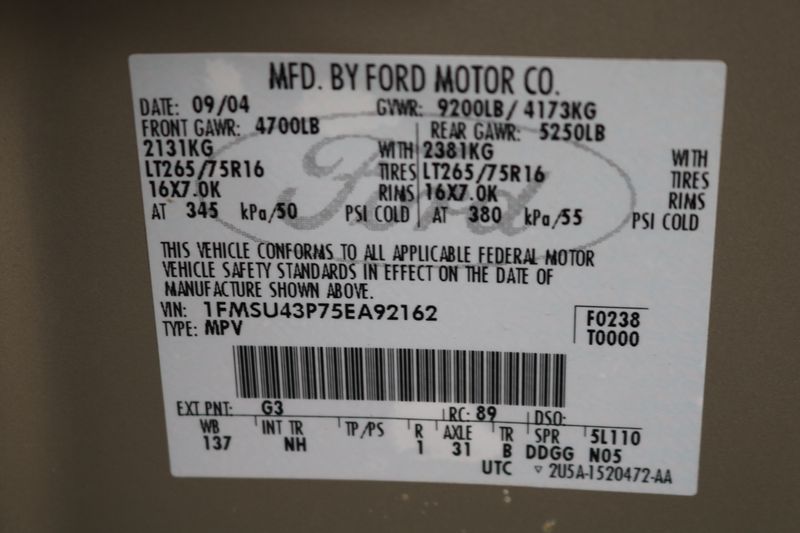 MFD. BY FORD MOTOR CO.
DATE: 09/04 GVWR: 9200LB/ 4173KG
FRONT GAWR: 4700LB REAR GAWR: 5250LB
2131KG WITH 2381KG WITH
LT265/75R16 TIRES LT265/75R16 TIRES
16X7.0K RIMS 16X7.0K RIMS
AT 345 kPa/50 PSI COLD AT 380 kPa/55 PSI COLD
Ford
THIS VEHICLE CONFORMS TO ALL APPLICABLE FEDERAL MOTOR
VEHICLE SAFETY STANDARDS IN EFFECT ON THE DATE OF
MANUFACTURE SHOWN ABOVE.
VIN: 1FMSU43P75EA92162 F0238
TYPE: MPV T0000
EXT PNT: G3 RC: 89 DSO:
WB INT TR TP/PS R AXLE TR SPR 5L110
137 NH 1 31 B DDGG N05
UTC ▽ 2U5A-1520472-AA